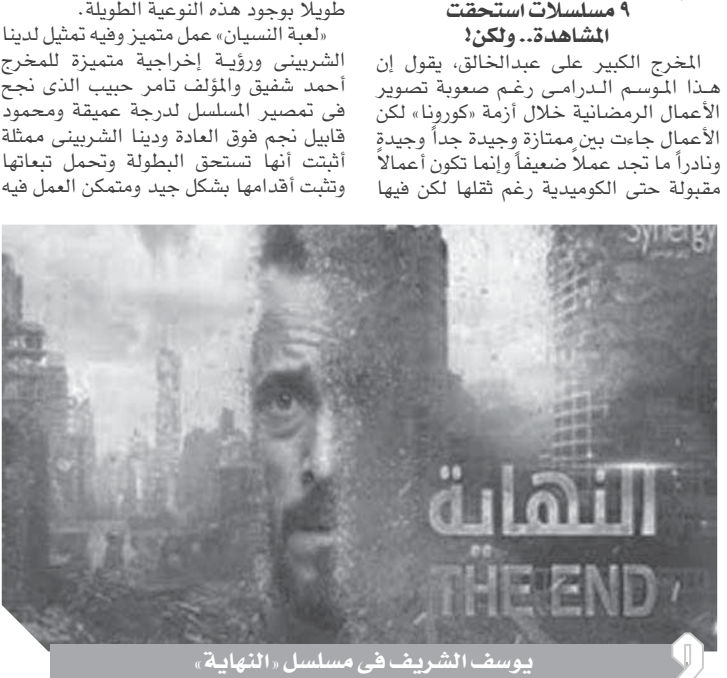 ٩ مسلسلات استحقت
المشاهدة.. ولكن!
المخرج الكبير على عبدالخالق، يقول إن
هذا الموسم الدرامى رغم صعوبة تصوير
الأعمال الرمضانية خلال أزمة «كورونا» لكن
الأعمال جاءت بين ممتازة وجيدة جداً وجيدة
ونادراً ما تجد عملاً ضعيفاً وإنما تكون أعمالاً
مقبولة حتى الكوميدية رغم ثقلها لكن فيها
طويلا بوجود هذه النوعية الطويلة.
«لعبة النسيان» عمل متميز وفيه تمثيل لدينا
الشربينى ورؤية إخراجية متميزة للمخرج
أحمد شفيق والمؤلف تامر حبيب الذى نجح
فى تمصير المسلسل لدرجة عميقة ومحمود
قابيل نجم فوق العادة ودينا الشربينى ممثلة
أثبتت أنها تستحق البطولة وتحمل تبعاتها
وتثبت أقدامها بشكل جيد ومتمكن العمل فيه
Synergy
النهاية
THE END
يوسف الشريف فى مسلسل «النهاية»